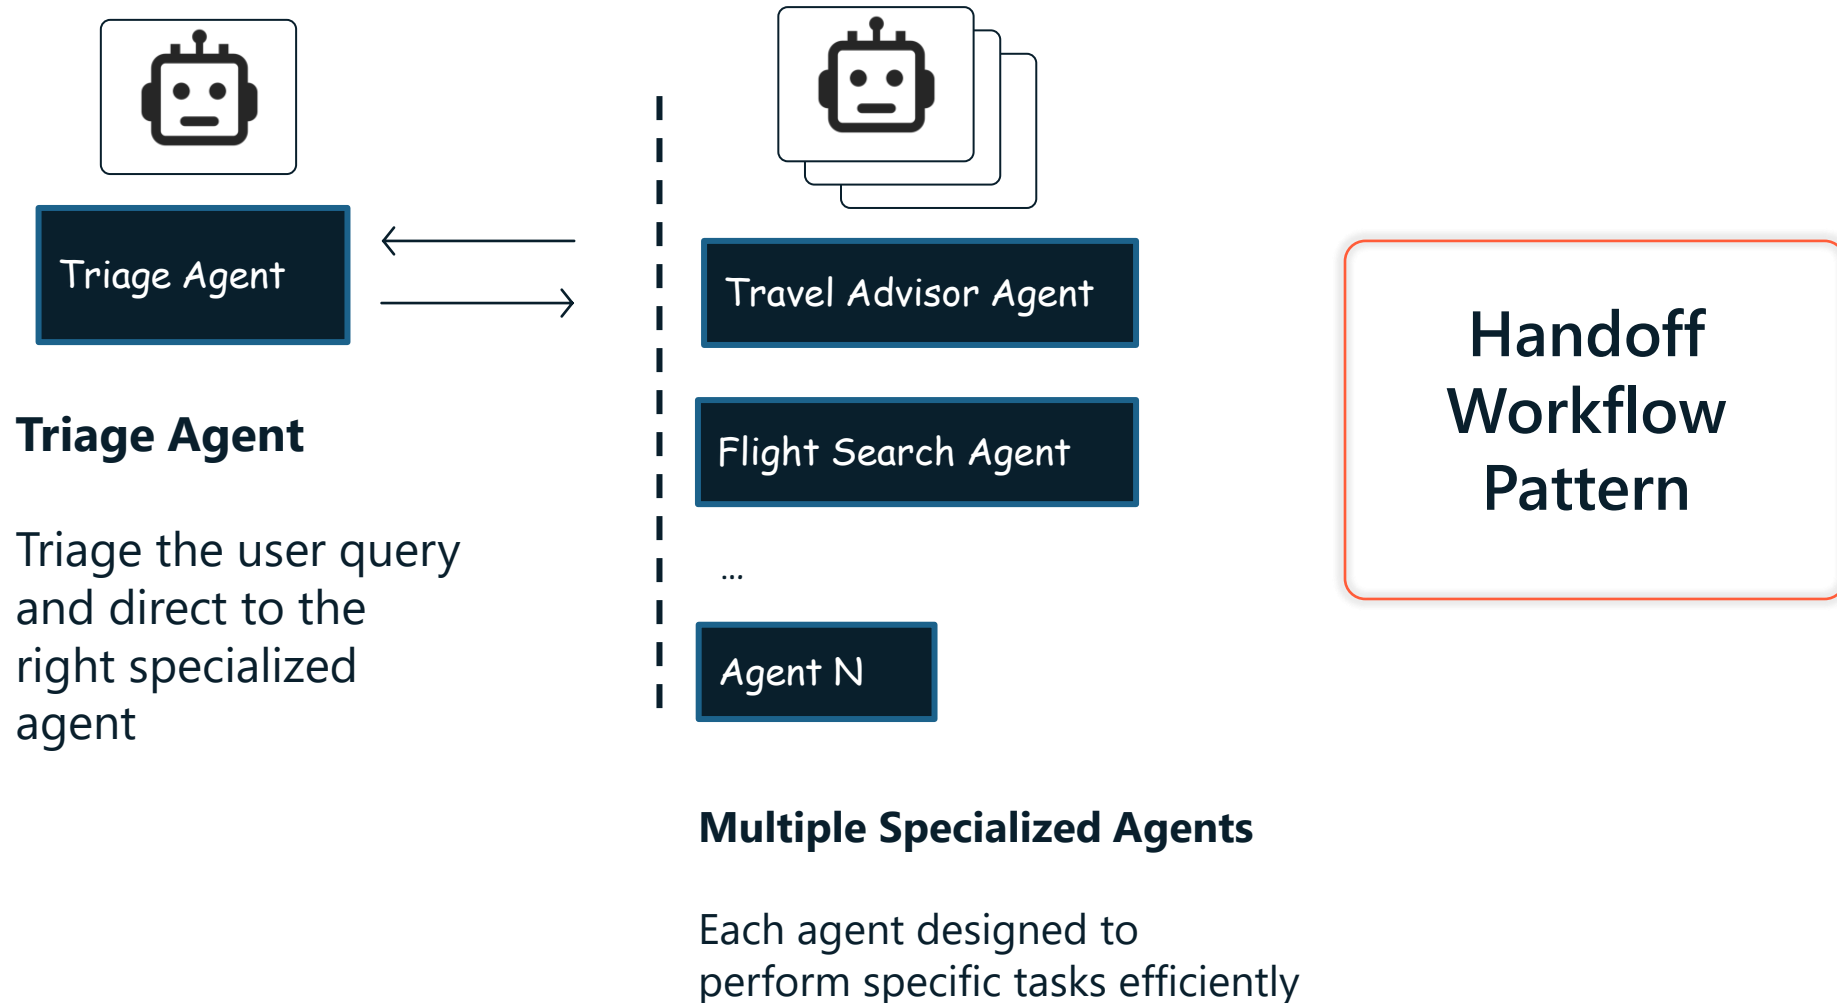 Triage Agent
Triage Agent
Triage the user query
and direct to the
right specialized
agent
Travel Advisor Agent
Flight Search Agent
...
Agent N
Multiple Specialized Agents
Each agent designed to
perform specific tasks efficiently
Handoff
Workflow
Pattern